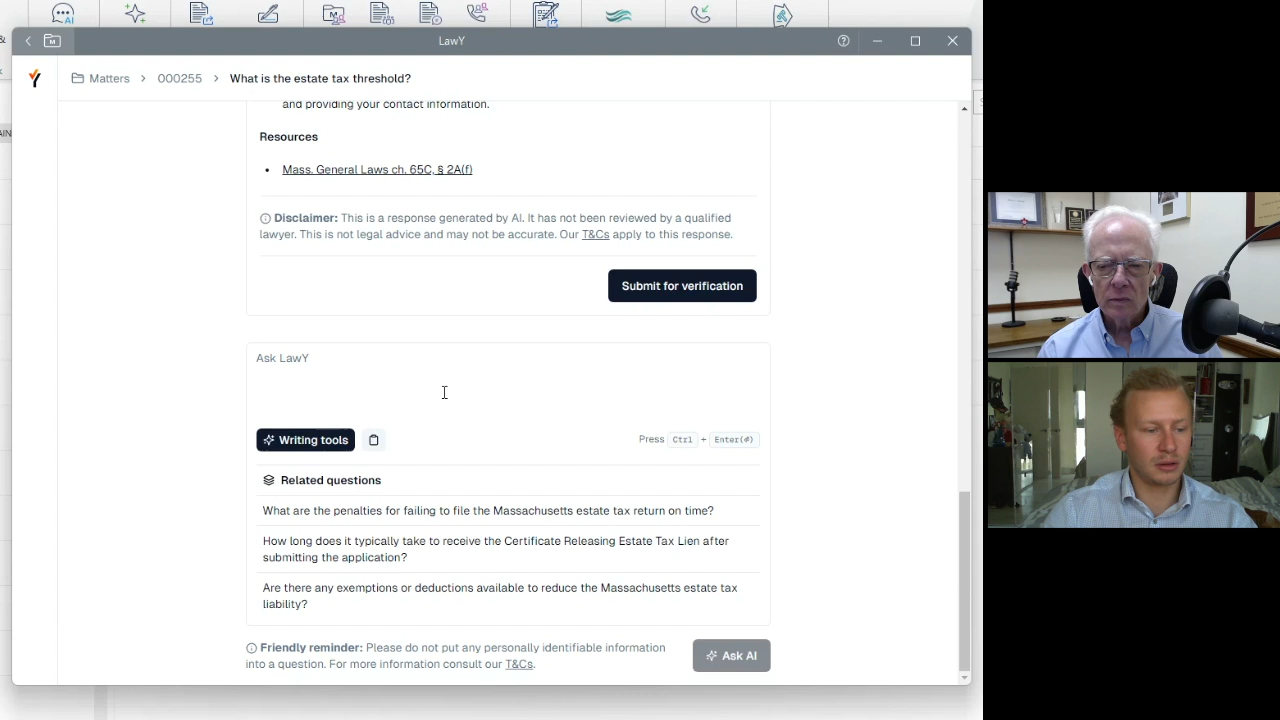 AI
&
LawY
Matters > 000255 > What is the estate tax threshold?
and providing your contact information.
Resources
• Mass. General Laws ch. 65C, § 2A(f)
Disclaimer: This is a response generated by AI. It has not been reviewed by a qualified
lawyer. This is not legal advice and may not be accurate. Our T&Cs apply to this response.
Submit for verification
Ask LawY
Writing tools
Press Ctrl + Enter(⏎)
Related questions
What are the penalties for failing to file the Massachusetts estate tax return on time?
How long does it typically take to receive the Certificate Releasing Estate Tax Lien after
submitting the application?
Are there any exemptions or deductions available to reduce the Massachusetts estate tax
liability?
Friendly reminder: Please do not put any personally identifiable information
into a question. For more information consult our T&Cs.
Ask AI